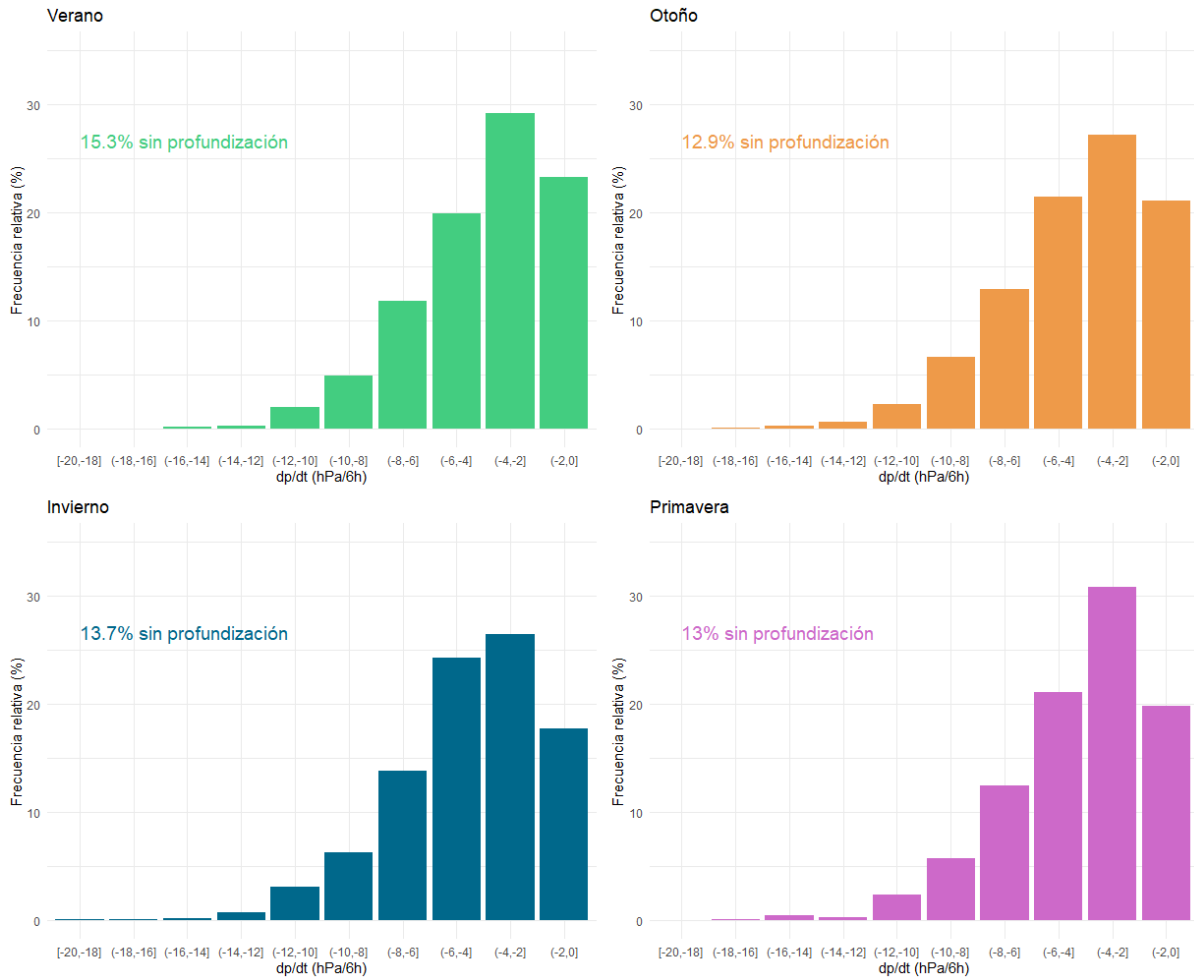 Verano
30
20
10
0
Frecuencia relativa (%)
15.3% sin profundización
[-20,-18] (-18,-16] (-16,-14] (-14,-12] (-12,-10] (-10,-8] (-8,-6] (-6,-4] (-4,-2] (-2,0]
dp/dt (hPa/6h)
Otoño
30
20
10
0
Frecuencia relativa (%)
12.9% sin profundización
[-20,-18] (-18,-16] (-16,-14] (-14,-12] (-12,-10] (-10,-8] (-8,-6] (-6,-4] (-4,-2] (-2,0]
dp/dt (hPa/6h)
Invierno
30
20
10
0
Frecuencia relativa (%)
13.7% sin profundización
[-20,-18] (-18,-16] (-16,-14] (-14,-12] (-12,-10] (-10,-8] (-8,-6] (-6,-4] (-4,-2] (-2,0]
dp/dt (hPa/6h)
Primavera
30
20
10
0
Frecuencia relativa (%)
13% sin profundización
[-20,-18] (-18,-16] (-16,-14] (-14,-12] (-12,-10] (-10,-8] (-8,-6] (-6,-4] (-4,-2] (-2,0]
dp/dt (hPa/6h)